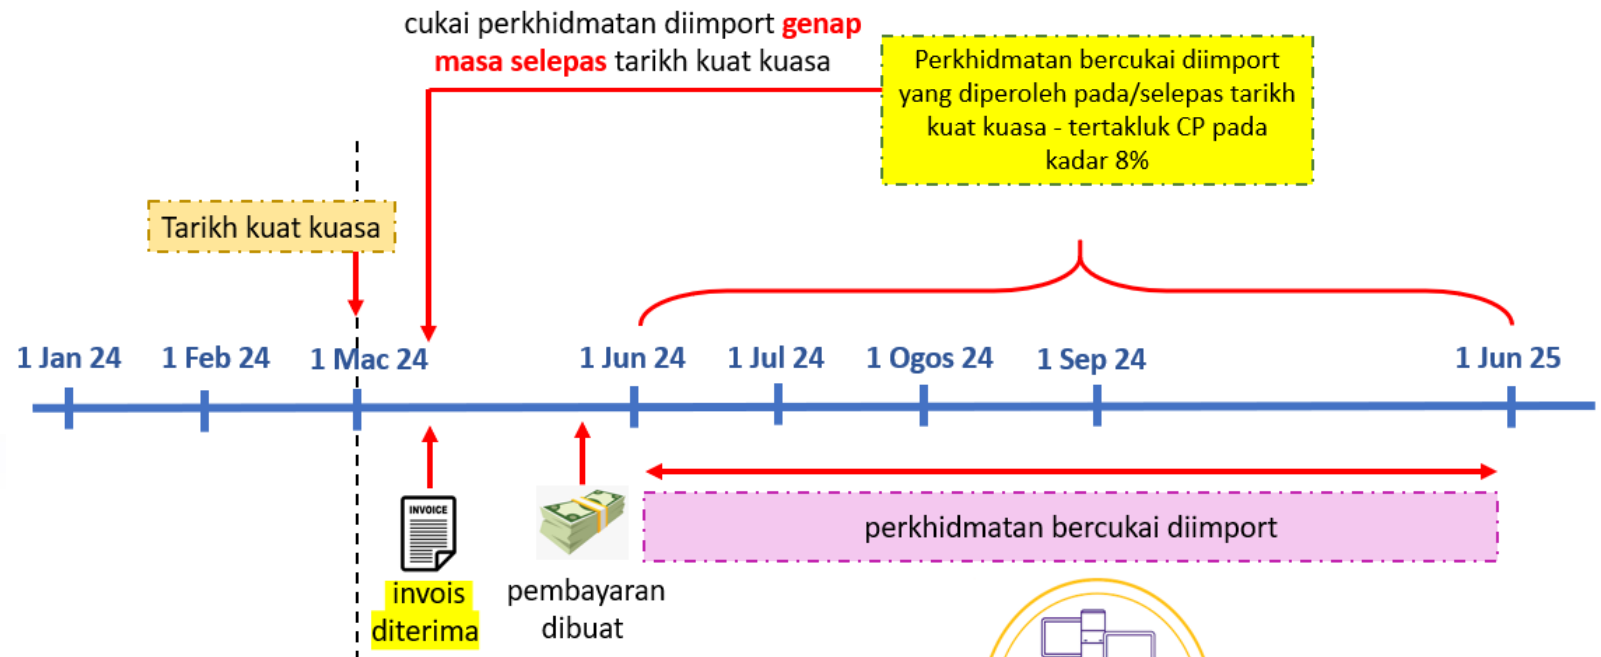 cukai perkhidmatan diimport genap
masa selepas tarikh kuat kuasa
Perkhidmatan bercukai diimport
yang diperoleh pada/selepas tarikh
kuat kuasa - tertakluk CP pada
kadar 8%
Tarikh kuat kuasa
1 Jan 24
1 Feb 24
1 Mac 24
1 Jun 24
1 Jul 24
1 Ogos 24
1 Sep 24
1 Jun 25
INVOICE
perkhidmatan bercukai diimport
invois
diterima
pembayaran
dibuat